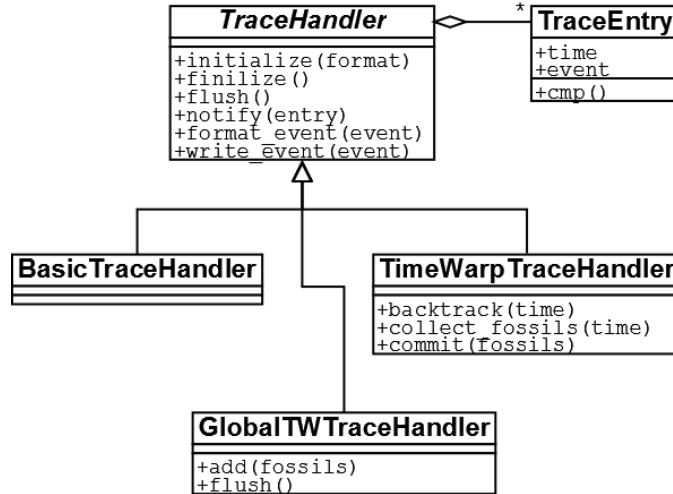 TraceHandler
+initialize(format)
+finilize()
+flush()
+notify(entry)
+format_event(event)
+write_event(event)
*
TraceEntry
+time
+event
+cmp()
BasicTraceHandler
TimeWarpTraceHandler
+backtrack(time)
+collect_fossils(time)
+commit(fossils)
GlobalTWTraceHandler
+add(fossils)
+flush()